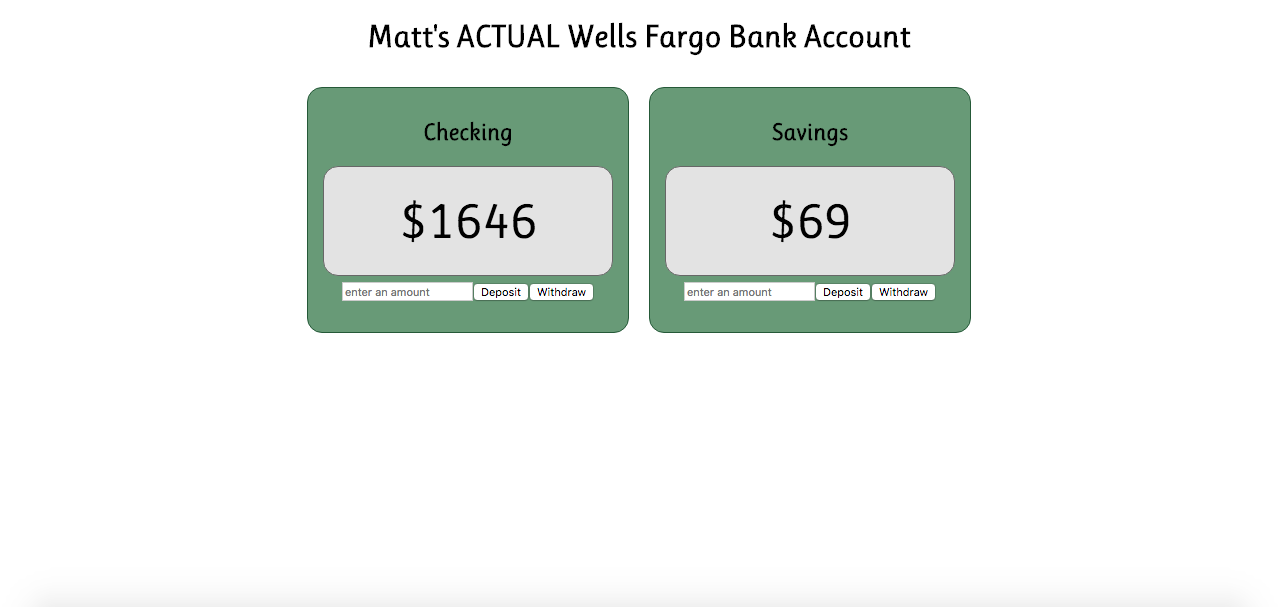 Matt's ACTUAL Wells Fargo Bank Account
Checking
$1646
enter an amount Deposit Withdraw
Savings
$69
enter an amount Deposit Withdraw